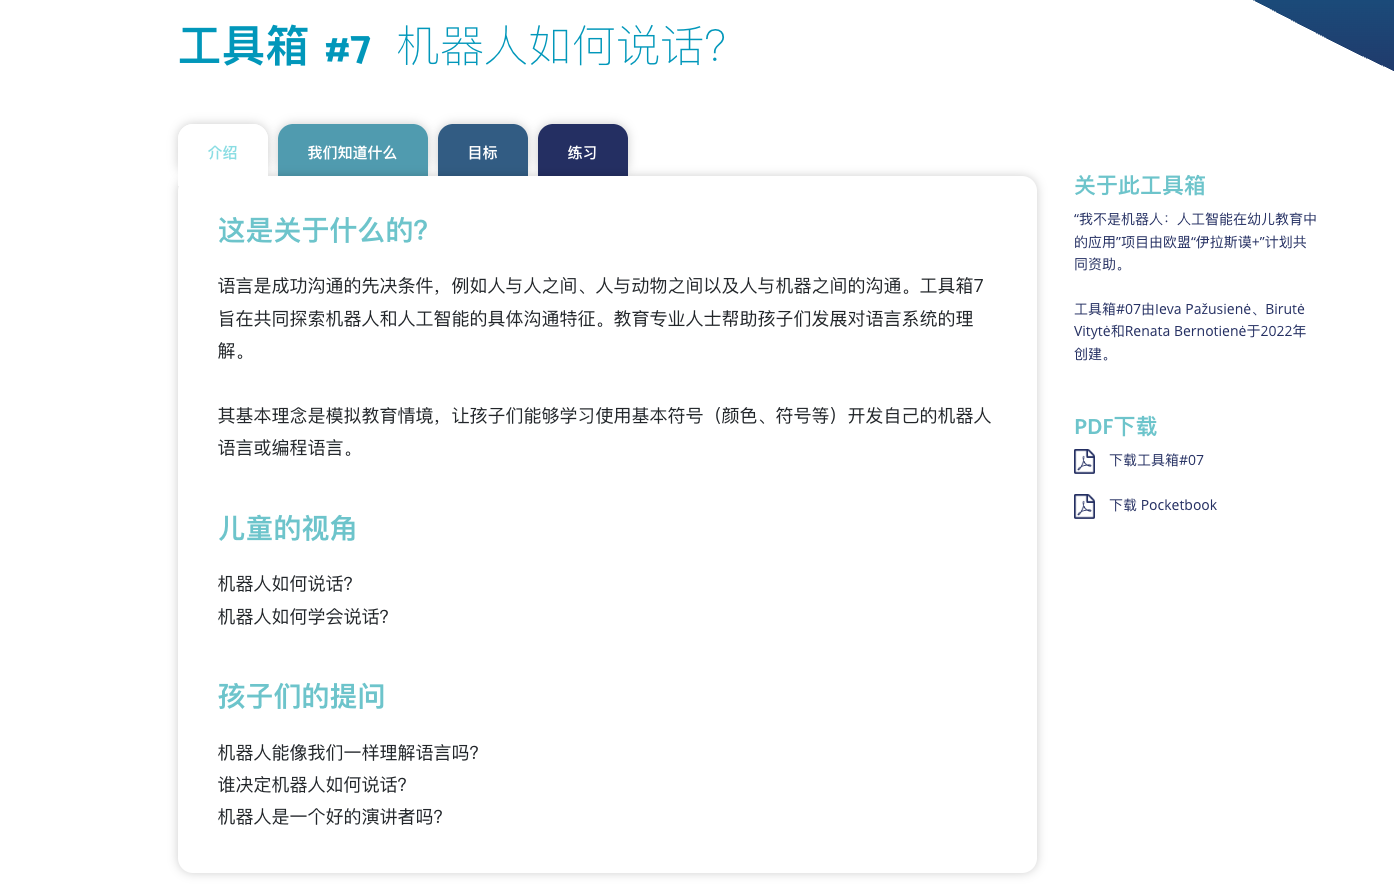 工具箱 #7 机器人如何说话?
介绍
我们知道什么
目标
练习
这是关于什么的?
语言是成功沟通的先决条件，例如人与人之间、人与动物之间以及人与机器之间的沟通。工具箱7
旨在共同探索机器人和人工智能的具体沟通特征。教育专业人士帮助孩子们发展对语言系统的理
解。
其基本理念是模拟教育情境，让孩子们能够学习使用基本符号（颜色、符号等）开发自己的机器人
语言或编程语言。
儿童的视角
机器人如何说话?
机器人如何学会说话?
孩子们的提问
机器人能像我们一样理解语言吗?
谁决定机器人如何说话?
机器人是一个好的演讲者吗?
关于此工具箱
“我不是机器人：人工智能在幼儿教育中
的应用”项目由欧盟“伊拉斯谟+”计划共
同资助。
工具箱#07由Ieva Pažusienė、Birutė
Vitytė和Renata Bernotienė于2022年
创建。
PDF下载
下载工具箱#07
下载 Pocketbook